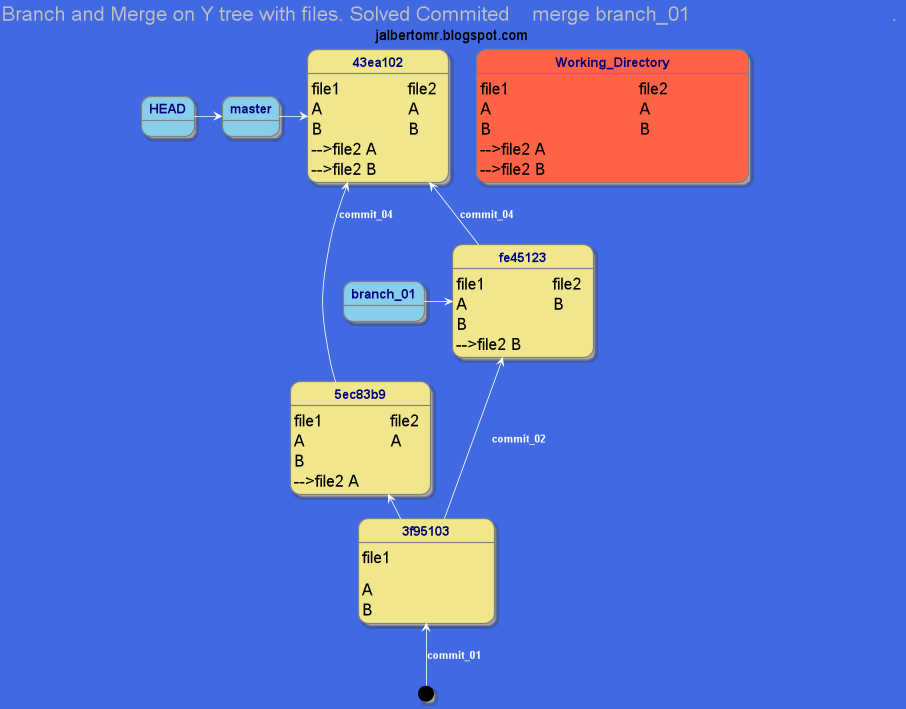 Branch and Merge on Y tree with files. Solved Commited    merge branch_01    .
jalbertomr.blogspot.com
43ea102
file1 file2
A A
B B
-->file2 A
-->file2 B
Working_Directory
file1 file2
A A
B B
-->file2 A
-->file2 B
HEAD
master
commit_04
commit_04
fe45123
file1 file2
A B
B
-->file2 B
branch_01
5ec83b9
file1 file2
A A
B
-->file2 A
commit_02
3f95103
file1
A
B
commit_01